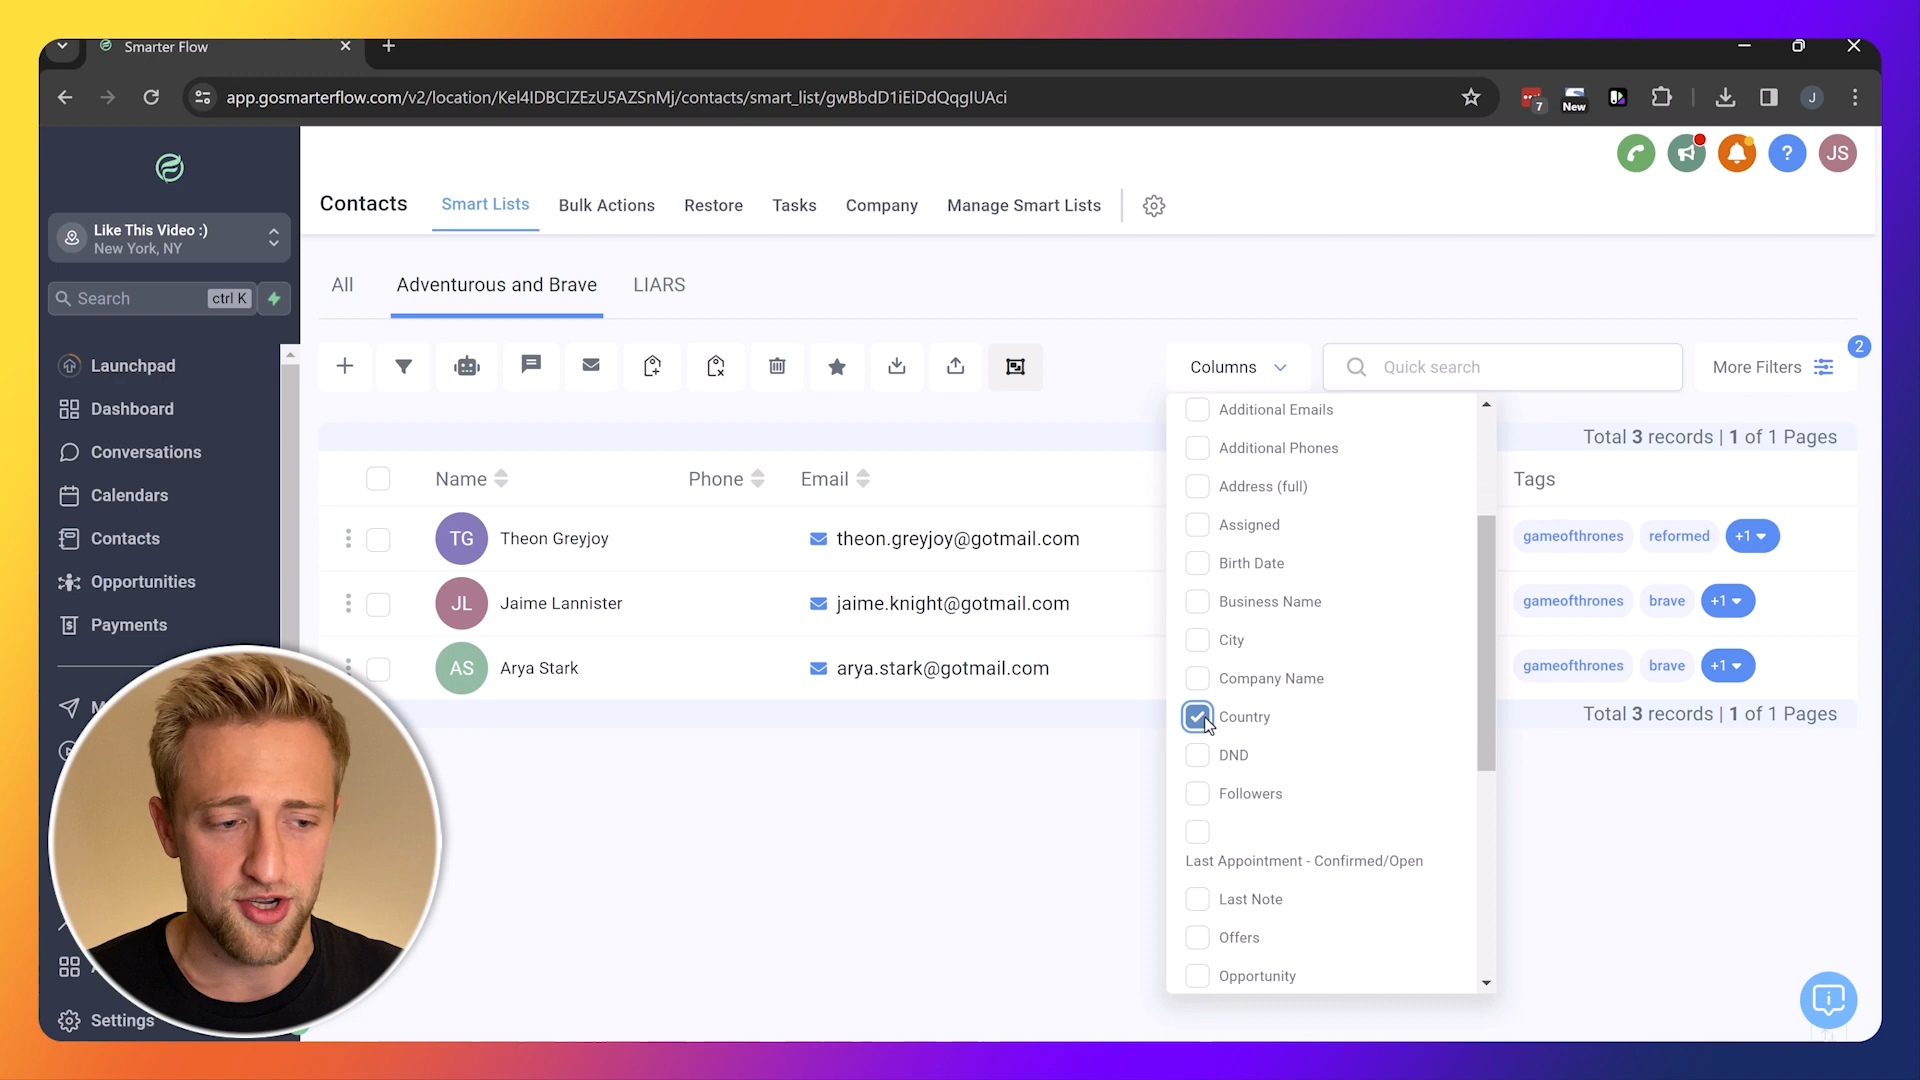 Smarter Flow
app.gosmarterflow.com/v2/location/Kel4IDBCIZEzU5AZSnMj/contacts/smart_list/gwBbdD1iEiDdQqgIUAci
7
New
J
JS
Like This Video :)
New York, NY
Search
ctrl K
Launchpad
Dashboard
Conversations
Calendars
Contacts
Opportunities
Payments
Settings
Contacts
Smart Lists
Bulk Actions
Restore
Tasks
Company
Manage Smart Lists
All
Adventurous and Brave
LIARS
Columns
Quick search
More Filters
2
Total 3 records | 1 of 1 Pages
Name
Phone
Email
Tags
TG
Theon Greyjoy
theon.greyjoy@gotmail.com
gameofthrones
reformed
+1
JL
Jaime Lannister
jaime.knight@gotmail.com
gameofthrones
brave
+1
AS
Arya Stark
arya.stark@gotmail.com
gameofthrones
brave
+1
Total 3 records | 1 of 1 Pages
Additional Emails
Additional Phones
Address (full)
Assigned
Birth Date
Business Name
City
Company Name
Country
DND
Followers
Last Appointment - Confirmed/Open
Last Note
Offers
Opportunity